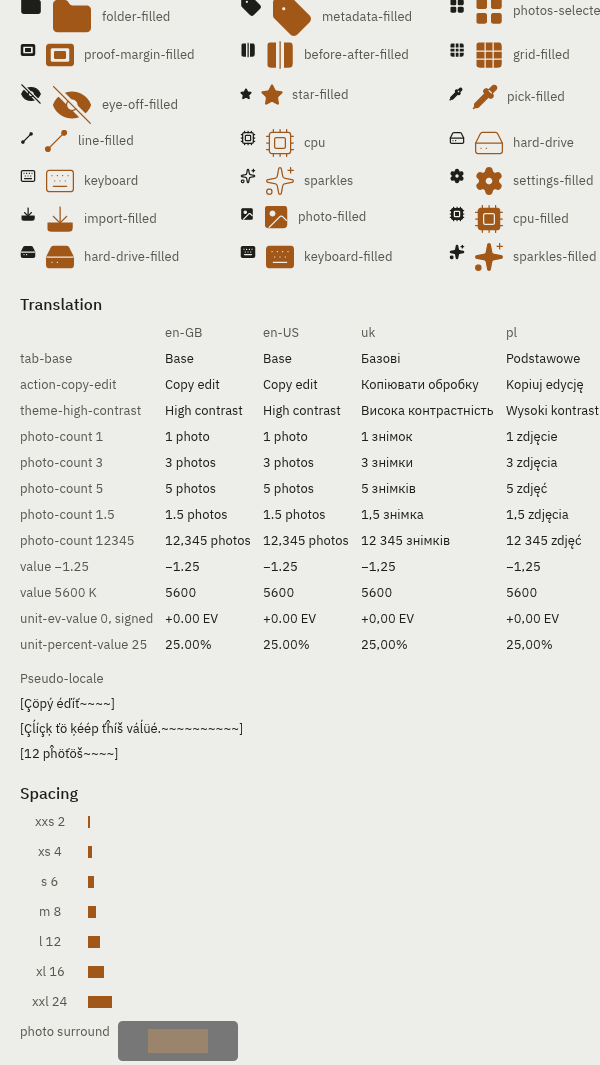 folder-filled metadata-filled photos-selecte
proof-margin-filled before-after-filled grid-filled
eye-off-filled star-filled pick-filled
line-filled cpu hard-drive
keyboard sparkles settings-filled
import-filled photo-filled cpu-filled
hard-drive-filled keyboard-filled sparkles-filled
Translation
en-GB en-US uk pl
tab-base Base Base Базові Podstawowe
action-copy-edit Copy edit Copy edit Копіювати обробку Kopiuj edycję
theme-high-contrast High contrast High contrast Висока контрастність Wysoki kontrast
photo-count 1 1 photo 1 photo 1 знімок 1 zdjęcie
photo-count 3 3 photos 3 photos 3 знімки 3 zdjęcia
photo-count 5 5 photos 5 photos 5 знімків 5 zdjęć
photo-count 1.5 1.5 photos 1.5 photos 1,5 знімка 1,5 zdjęcia
photo-count 12345 12,345 photos 12,345 photos 12 345 знімків 12 345 zdjęć
value −1.25 −1.25 −1.25 −1,25 −1,25
value 5600 K 5600 5600 5600 5600
unit-ev-value 0, signed +0.00 EV +0.00 EV +0,00 EV +0,00 EV
unit-percent-value 25 25.00% 25.00% 25,00% 25,00%
Pseudo-locale
[Çöpý éďíť~~~~]
[Çĺíçķ ťö ķéép ťĥíš váĺüé.~~~~~~~~~~]
[12 pĥöťöš~~~~]
Spacing
xxs 2
xs 4
s 6
m 8
l 12
xl 16
xxl 24
photo surround